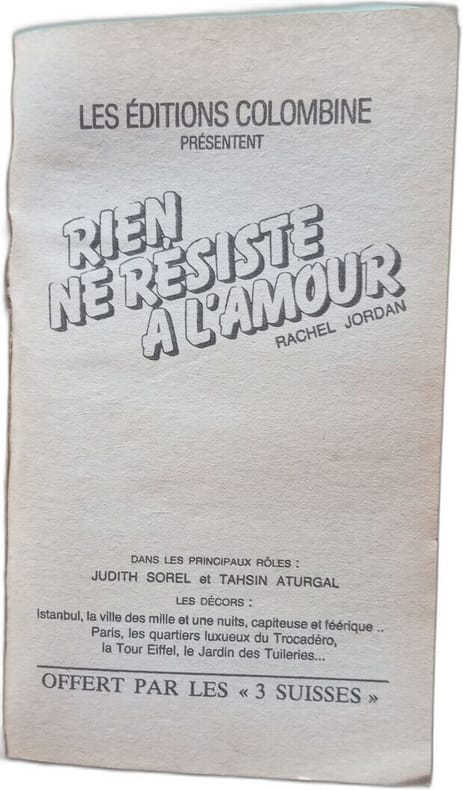 LES ÉDITIONS COLOMBINE
PRÉSENTENT
RIEN
NE RÉSISTE
A L'AMOUR
RACHEL JORDAN
DANS LES PRINCIPAUX RÔLES :
JUDITH SOREL et TAHSIN ATURGAL
LES DÉCORS :
Istanbul, la ville des mille et une nuits, capiteuse et féérique ..
Paris, les quartiers luxueux du Trocadéro,
la Tour Eiffel, le Jardin des Tuileries...
OFFERT PAR LES « 3 SUISSES »